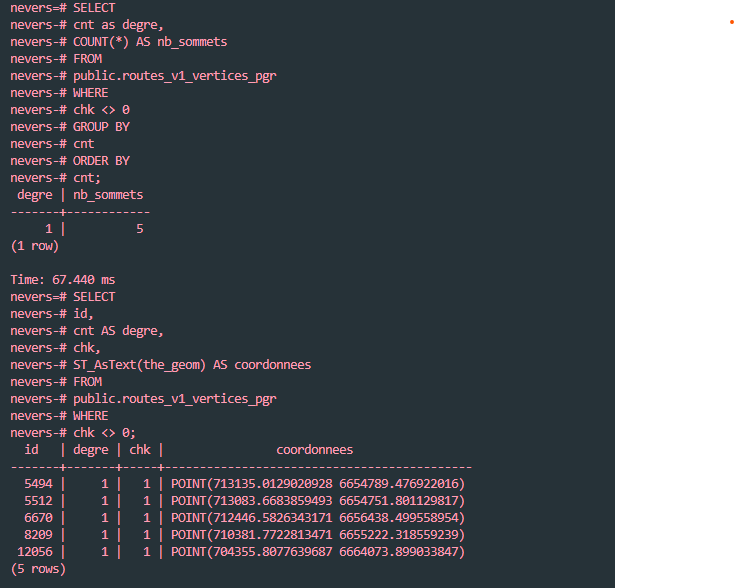 nevers=# SELECT
nevers-# cnt as degre,
nevers-# COUNT(*) AS nb_sommets
nevers-# FROM
nevers-# public.routes_v1_vertices_pgr
nevers-# WHERE
nevers-# chk <> 0
nevers-# GROUP BY
nevers-# cnt
nevers-# ORDER BY
nevers-# cnt;
 degre | nb_sommets
-------+------------
     1 |          5
(1 row)

Time: 67.440 ms
nevers=# SELECT
nevers-# id,
nevers-# cnt AS degre,
nevers-# chk,
nevers-# ST_AsText(the_geom) AS coordonnees
nevers-# FROM
nevers-# public.routes_v1_vertices_pgr
nevers-# WHERE
nevers-# chk <> 0;
  id   | degre | chk |               coordonnees
-------+-------+-----+------------------------------------------
  5494 |     1 |   1 | POINT(713135.0129020928 6654789.476922016)
  5512 |     1 |   1 | POINT(713083.6683859493 6654751.801129817)
  6670 |     1 |   1 | POINT(712446.5826343171 6656438.499558954)
  8209 |     1 |   1 | POINT(710381.7722813471 6655222.318559239)
 12056 |     1 |   1 | POINT(704355.8077639687 6664073.899033847)
(5 rows)